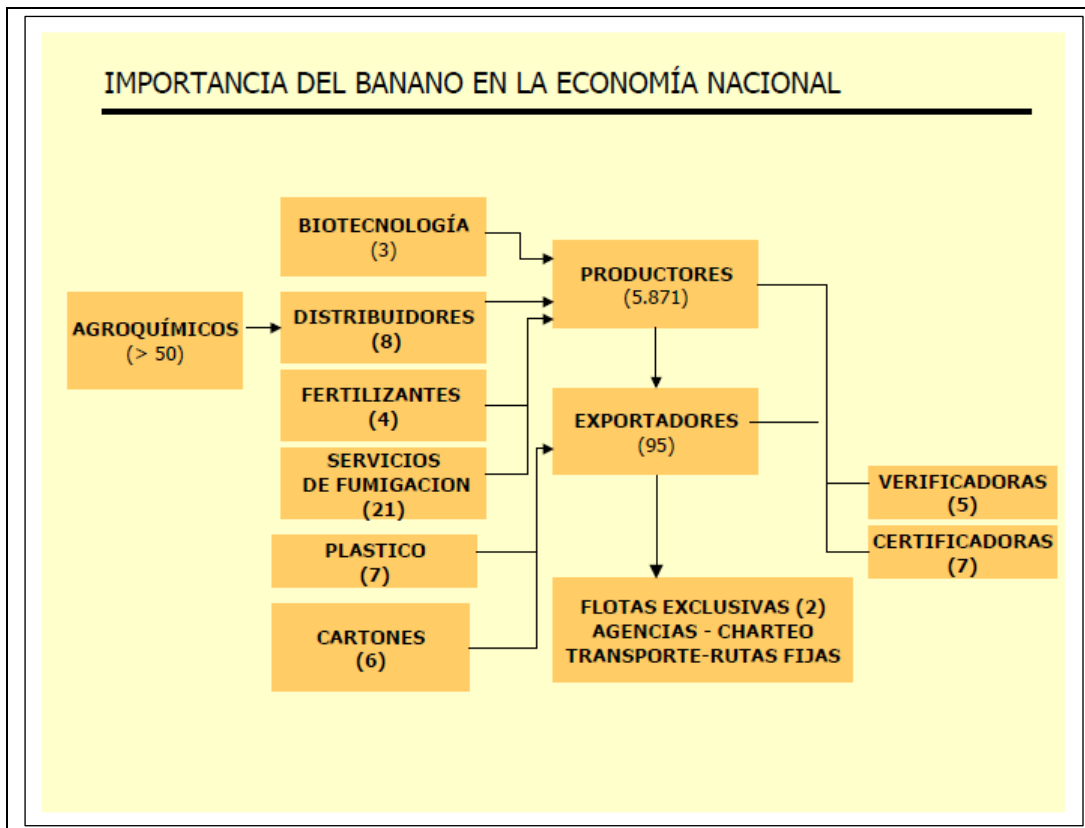 IMPORTANCIA DEL BANANO EN LA ECONOMÍA NACIONAL
AGROQUÍMICOS
(> 50)
BIOTECNOLOGÍA
(3)
DISTRIBUIDORES
(8)
FERTILIZANTES
(4)
SERVICIOS
DE FUMIGACION
(21)
PLASTICO
(7)
CARTONES
(6)
PRODUCTORES
(5.871)
EXPORTADORES
(95)
FLOTAS EXCLUSIVAS (2)
AGENCIAS - CHARTEO
TRANSPORTE-RUTAS FIJAS
VERIFICADORAS
(5)
CERTIFICADORAS
(7)